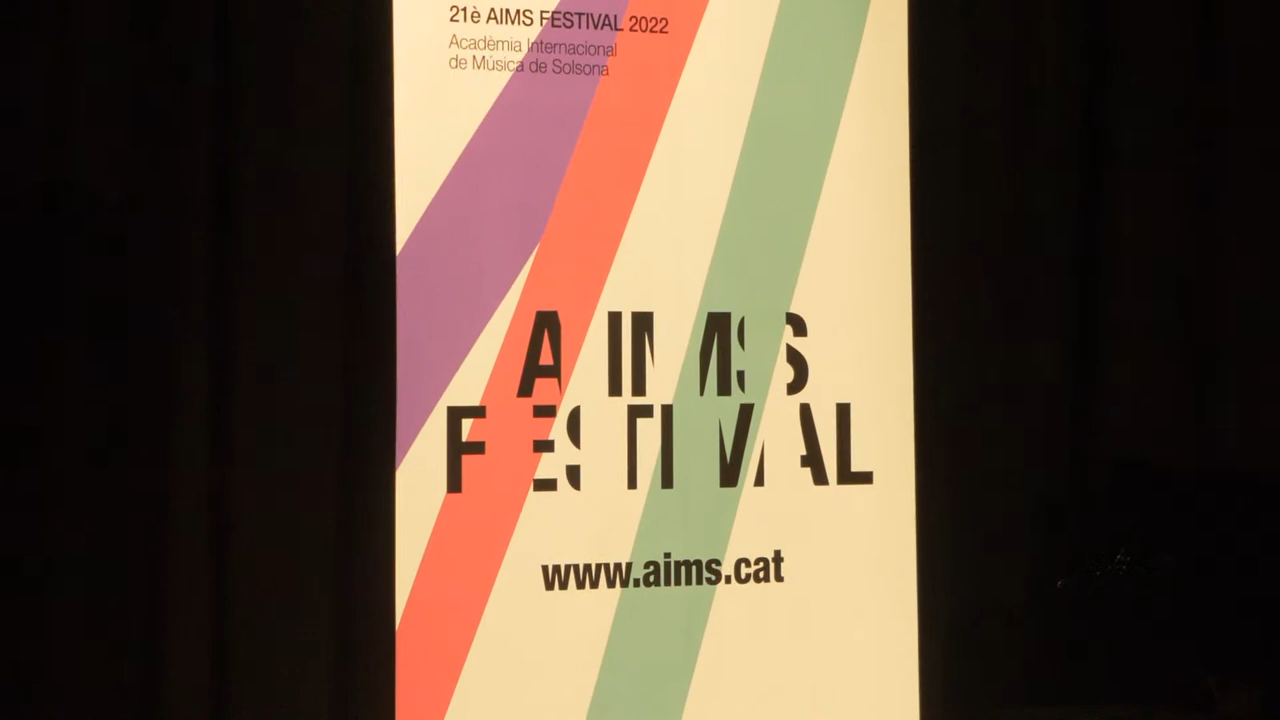 21è AIMS FESTIVAL 2022
Acadèmia Internacional
de Música de Solsona
AIMS
FESTIVAL
www.aims.cat